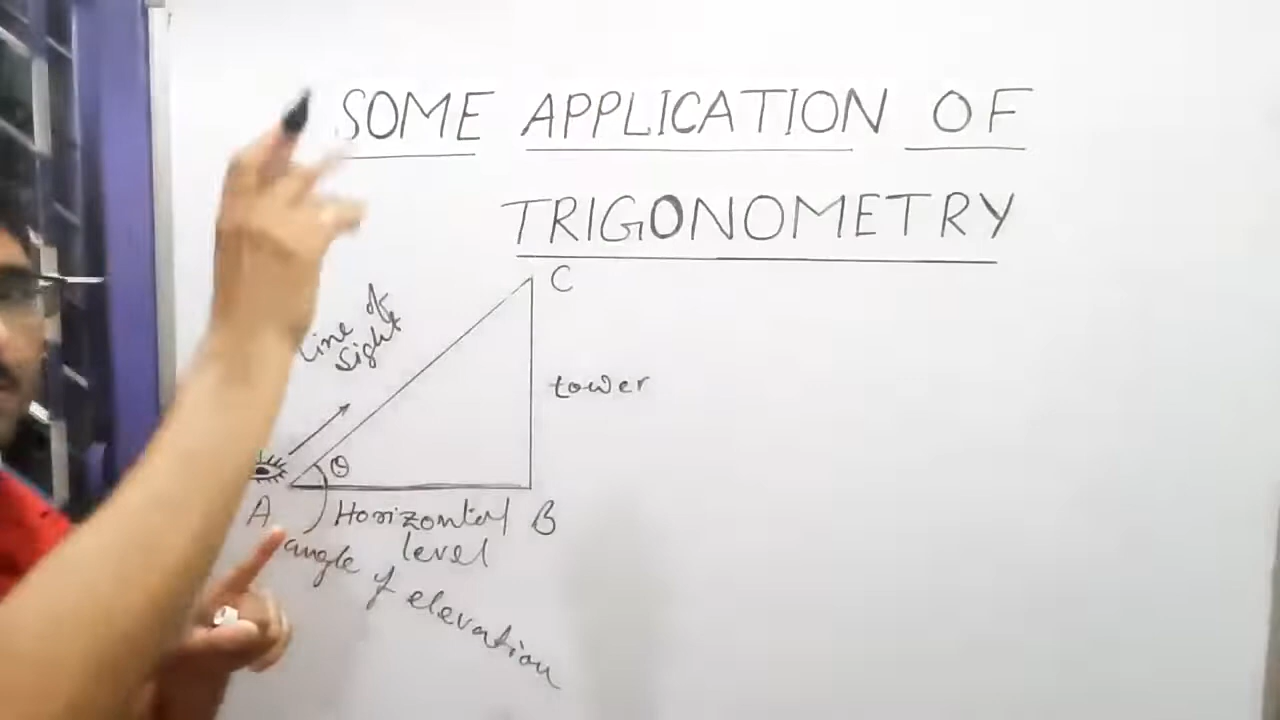 SOME APPLICATION OF
TRIGONOMETRY
C
Line of
Sight
tower
θ
A
Horizontal
level
B
angle of elevation